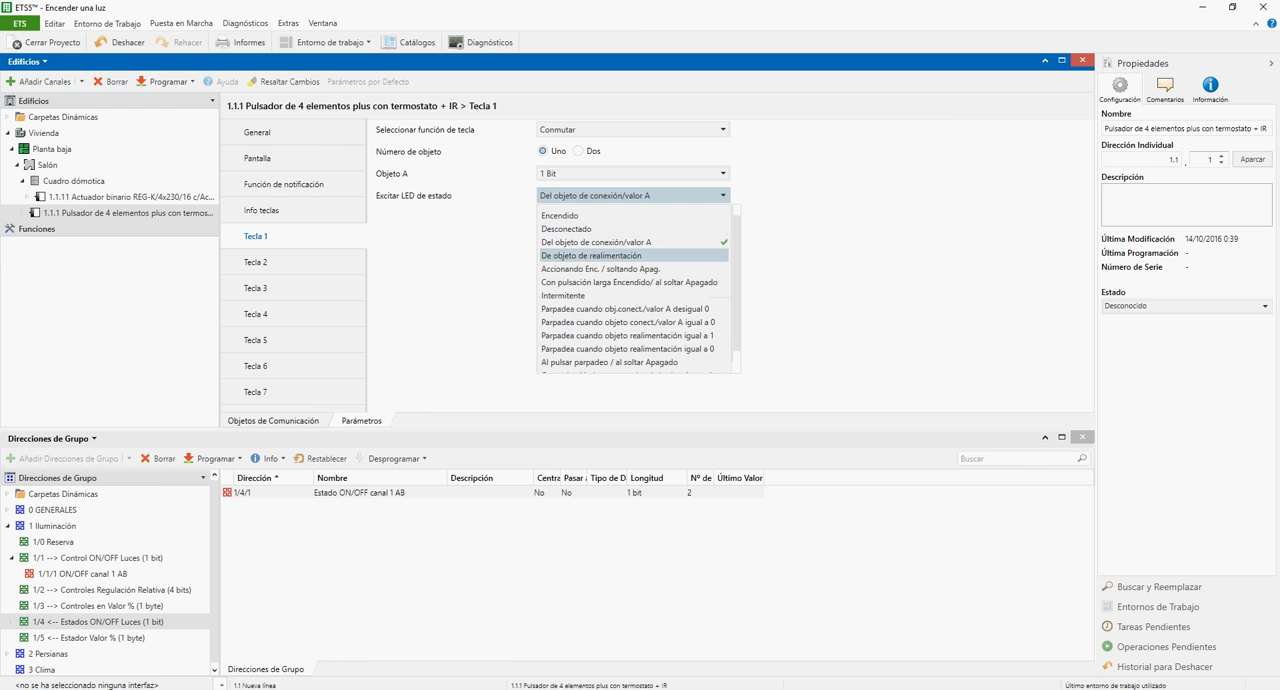 ETS5™ - Encender una luz
ETS Editar Entorno de Trabajo Puesta en Marcha Diagnósticos Extras Ventana
Cerrar Proyecto Deshacer Rehacer Informes Entorno de trabajo Catálogos Diagnósticos
Edificios
Añadir Canales Borrar Programar Ayuda Resaltar Cambios Parámetros por Defecto
Edificios
Carpetas Dinámicas
Vivienda
Planta baja
Salón
Cuadro dómotica
1.1.11 Actuador binario REG-K/4x230/16 c/Ac...
1.1.1 Pulsador de 4 elementos plus con termos...
Funciones
1.1.1 Pulsador de 4 elementos plus con termostato + IR > Tecla 1
General
Pantalla
Función de notificación
Info teclas
Tecla 1
Tecla 2
Tecla 3
Tecla 4
Tecla 5
Tecla 6
Tecla 7
Seleccionar función de tecla Conmutar
Número de objeto Uno Dos
Objeto A 1 Bit
Excitar LED de estado Del objeto de conexión/valor A
Encendido
Desconectado
Del objeto de conexión/valor A
De objeto de realimentación
Accionando Enc. / soltando Apag.
Con pulsación larga Encendido/ al soltar Apagado
Intermitente
Parpadea cuando obj.conect./valor A desigual 0
Parpadea cuando objeto conect./valor A igual a 0
Parpadea cuando objeto realimentación igual a 1
Parpadea cuando objeto realimentación igual a 0
Al pulsar parpadeo / al soltar Apagado
Objetos de Comunicación Parámetros
Propiedades
Configuración Comentarios Información
Nombre
Pulsador de 4 elementos plus con termostato + IR
Dirección Individual
1.1 . 1 Aparcar
Descripción
Última Modificación 14/10/2016 0:39
Última Programación -
Número de Serie -
Estado
Desconocido
Buscar y Reemplazar
Entornos de Trabajo
Tareas Pendientes
Operaciones Pendientes
Historial para Deshacer
Direcciones de Grupo
Añadir Direcciones de Grupo Borrar Programar Info Restablecer Desprogramar Buscar
Direcciones de Grupo
Carpetas Dinámicas
0 GENERALES
1 Iluminación
1/0 Reserva
1/1 --> Control ON/OFF Luces (1 bit)
1/1/1 ON/OFF canal 1 AB
1/2 --> Controles Regulación Relativa (4 bits)
1/3 --> Controles en Valor % (1 byte)
1/4 <-- Estados ON/OFF Luces (1 bit)
1/5 <-- Estador Valor % (1 byte)
2 Persianas
3 Clima
Dirección Nombre Descripción Centra Pasar Tipo de D. Longitud Nº de Último Valor
1/4/1 Estado ON/OFF canal 1 AB No No 1 bit 2
Direcciones de Grupo
<no se ha seleccionado ninguna interfaz> 1.1 Nueva línea 1.1.1 Pulsador de 4 elementos plus con termostato + IR Último entorno de trabajo utilizado